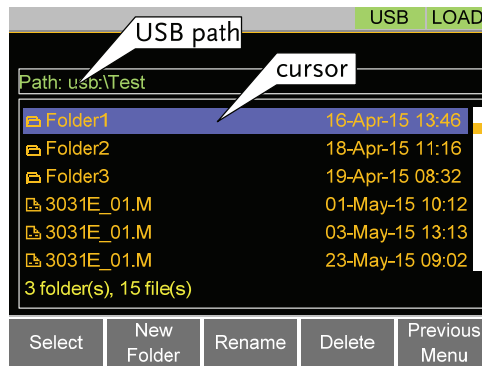 USB LOAD
USB path
cursor
Path: usb:\Test
Folder1 16-Apr-15 13:46
Folder2 18-Apr-15 11:16
Folder3 19-Apr-15 08:32
3031E_01.M 01-May-15 10:12
3031E_01.M 03-May-15 13:13
3031E_01.M 23-May-15 09:02
3 folder(s), 15 file(s)
Select New Folder Rename Delete Previous Menu